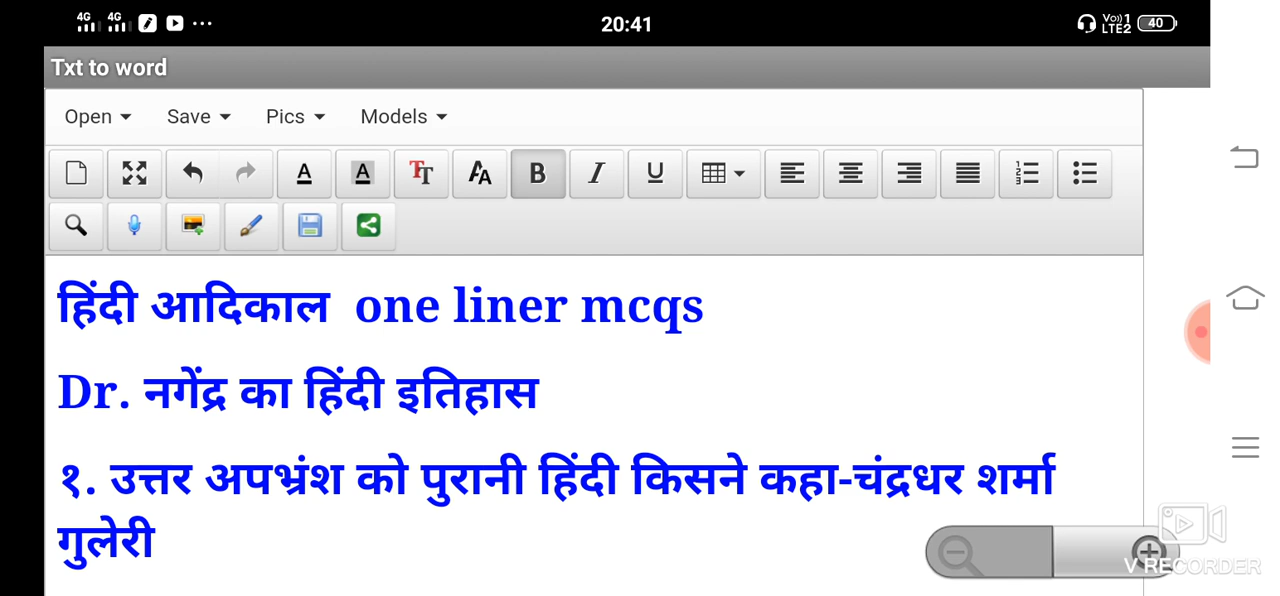 4G 4G 20:41 Vo)) 1 LTE2 40
Txt to word
Open Save Pics Models
हिंदी आदिकाल one liner mcqs
Dr. नगेंद्र का हिंदी इतिहास
१. उत्तर अपभ्रंश को पुरानी हिंदी किसने कहा-चंद्रधर शर्मा
गुलेरी
V RECORDER